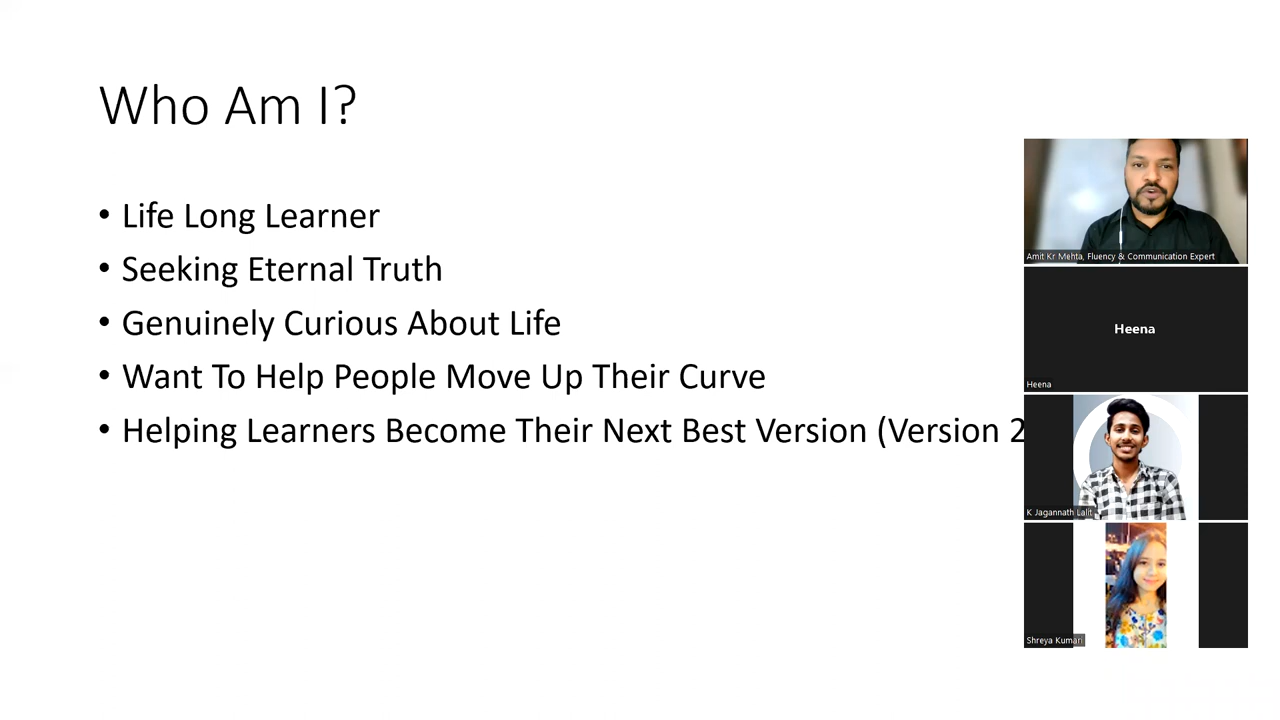 Who Am I?
• Life Long Learner
• Seeking Eternal Truth
• Genuinely Curious About Life
• Want To Help People Move Up Their Curve
• Helping Learners Become Their Next Best Version (Version 2
Amit Kr Mehta, Fluency & Communication Expert
Heena
Heena
K Jagannath Lalit
Shreya Kumari